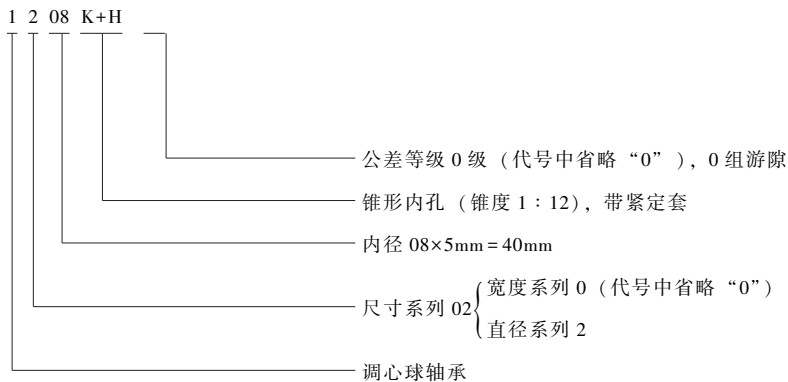 1 2 08 K+H
公差等级 0 级 (代号中省略 “0” ), 0 组游隙
锥形内孔 (锥度 1∶12), 带紧定套
内径 08×5mm=40mm
尺寸系列 02
宽度系列 0 (代号中省略 “0”)
直径系列 2
调心球轴承